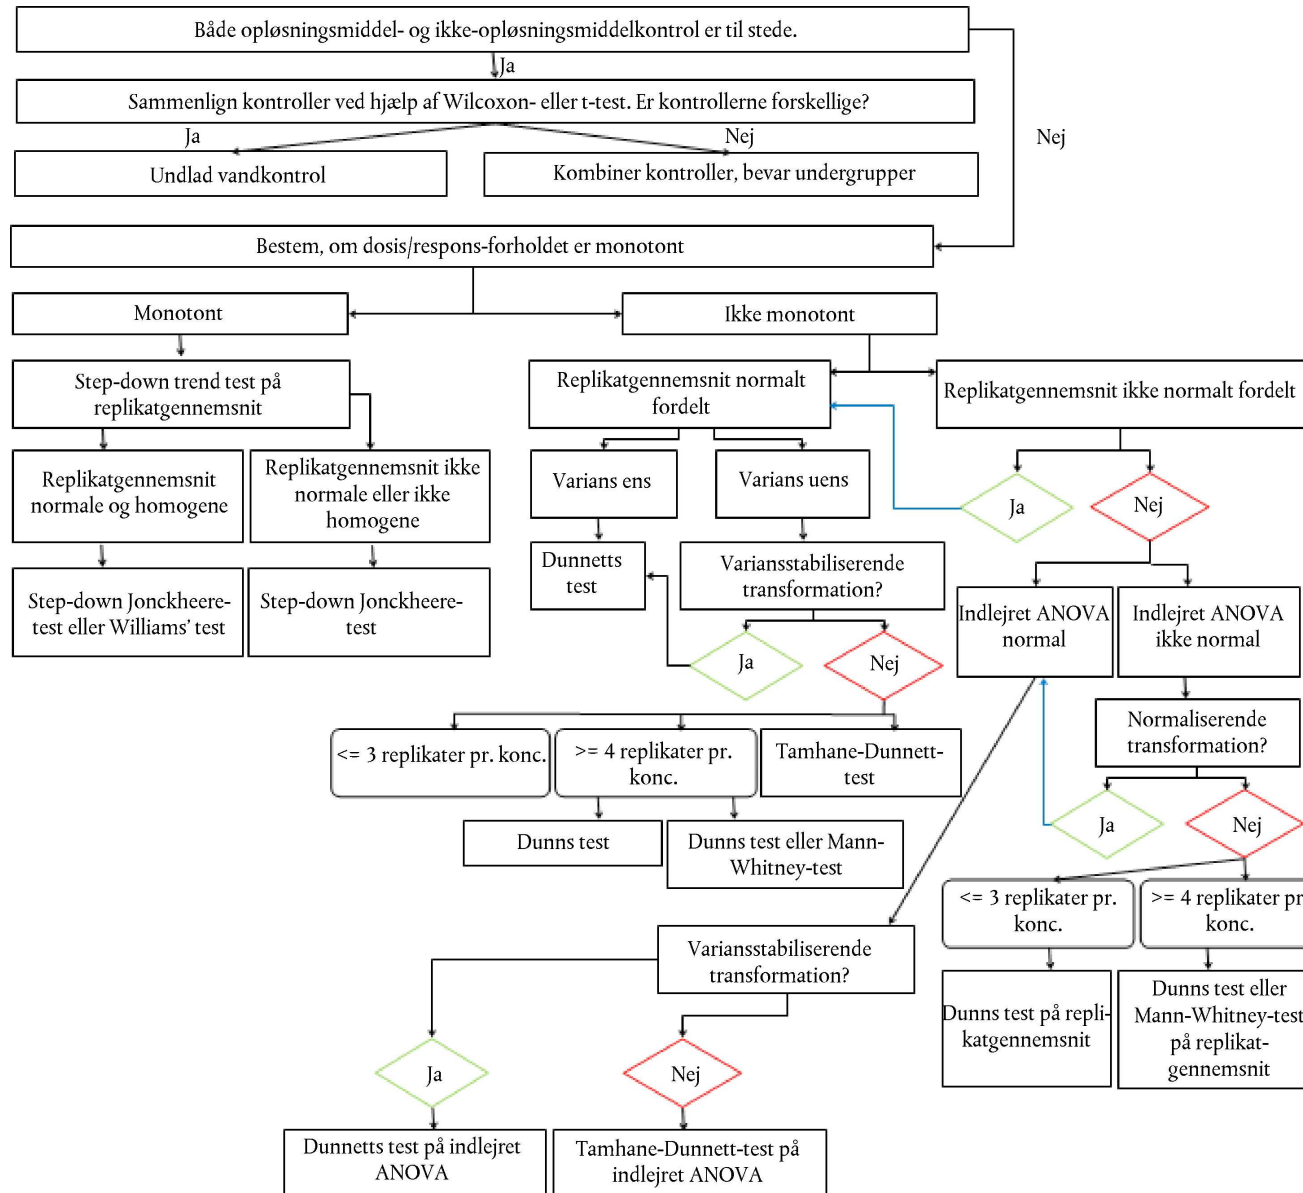 Både opløsningsmiddel- og ikke-opløsningsmiddelkontrol er til stede.
Ja
Sammenlign kontroller ved hjælp af Wilcoxon- eller t-test. Er kontrollerne forskellige?
Ja
Nej
Nej
Undlad vandkontrol
Kombiner kontroller, bevar undergrupper
Bestem, om dosis/respons-forholdet er monotont
Monotont
Ikke monotont
Step-down trend test på
replikatgennemsnit
Replikatgennemsnit normalt
fordelt
Replikatgennemsnit ikke normalt fordelt
Replikatgennemsnit
normale og homogene
Replikatgennemsnit ikke
normale eller ikke
homogene
Varians ens
Varians uens
Ja
Nej
Step-down Jonckheere-
test eller Williams’ test
Step-down Jonckheere-
test
Dunnetts
test
Variansstabiliserende
transformation?
Indlejret ANOVA
normal
Indlejret ANOVA
ikke normal
Ja
Nej
Normaliserende
transformation?
<= 3 replikater pr. konc.
>= 4 replikater pr.
konc.
Tamhane-Dunnett-
test
Ja
Nej
Dunns test
Dunns test eller Mann-
Whitney-test
<= 3 replikater pr.
konc.
>= 4 replikater pr
konc.
Variansstabiliserende
transformation?
Dunns test på repli-
katgennemsnit
Dunns test eller
Mann-Whitney-test
på replikat-
gennemsnit
Ja
Nej
Dunnetts test på indlejret
ANOVA
Tamhane-Dunnett-test på
indlejret ANOVA